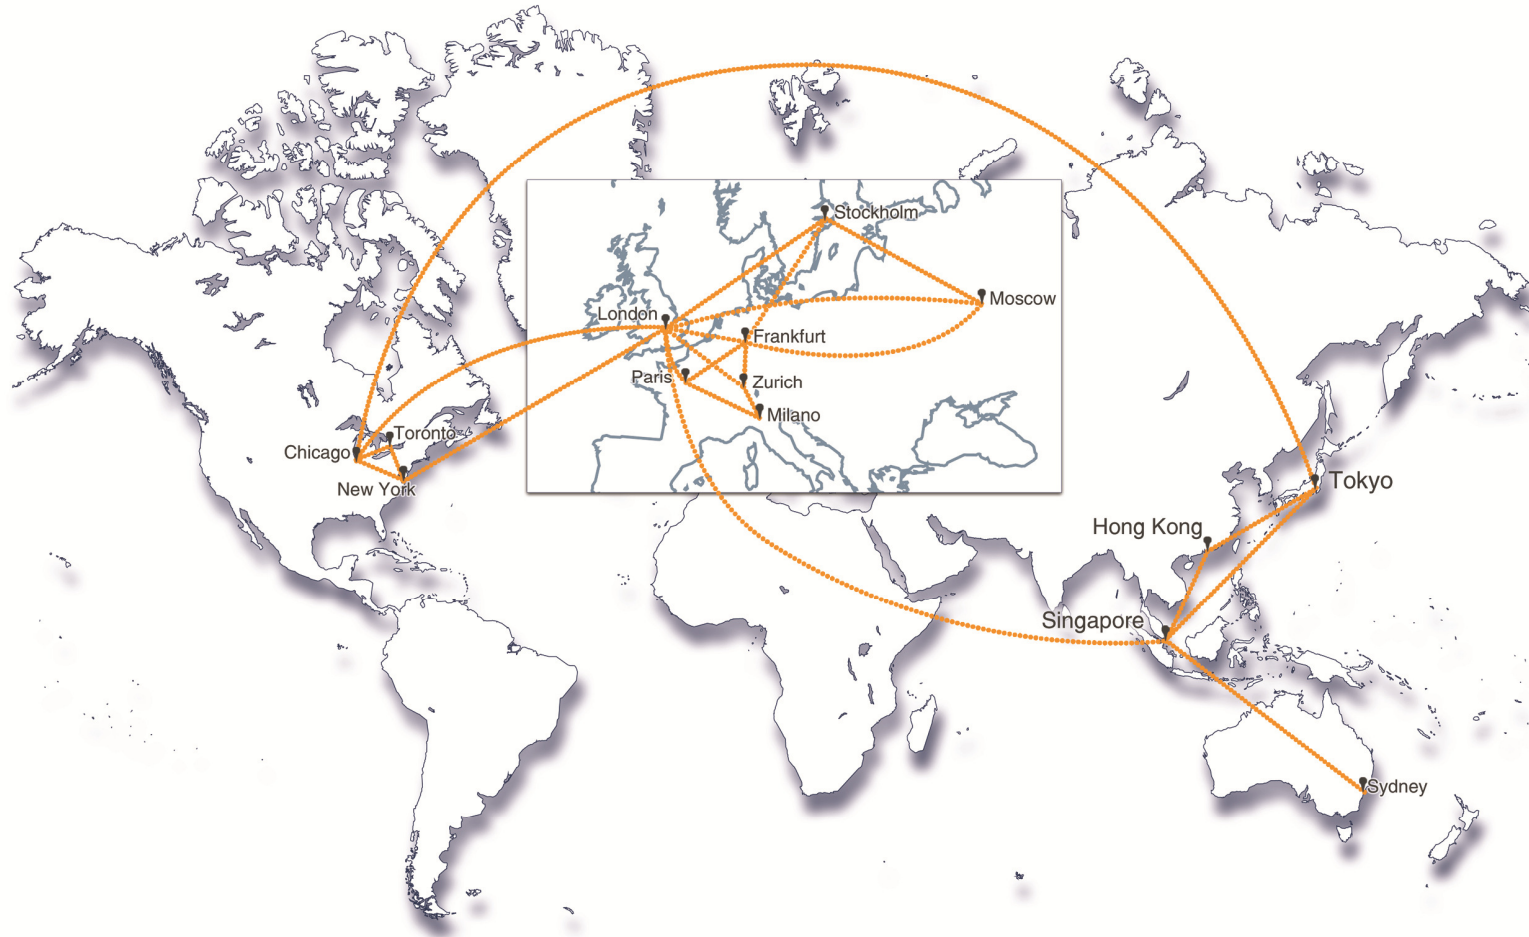 Stockholm
Moscow
London
Frankfurt
Paris
Zurich
Milano
Toronto
Chicago
New York
Tokyo
Hong Kong
Singapore
Sydney